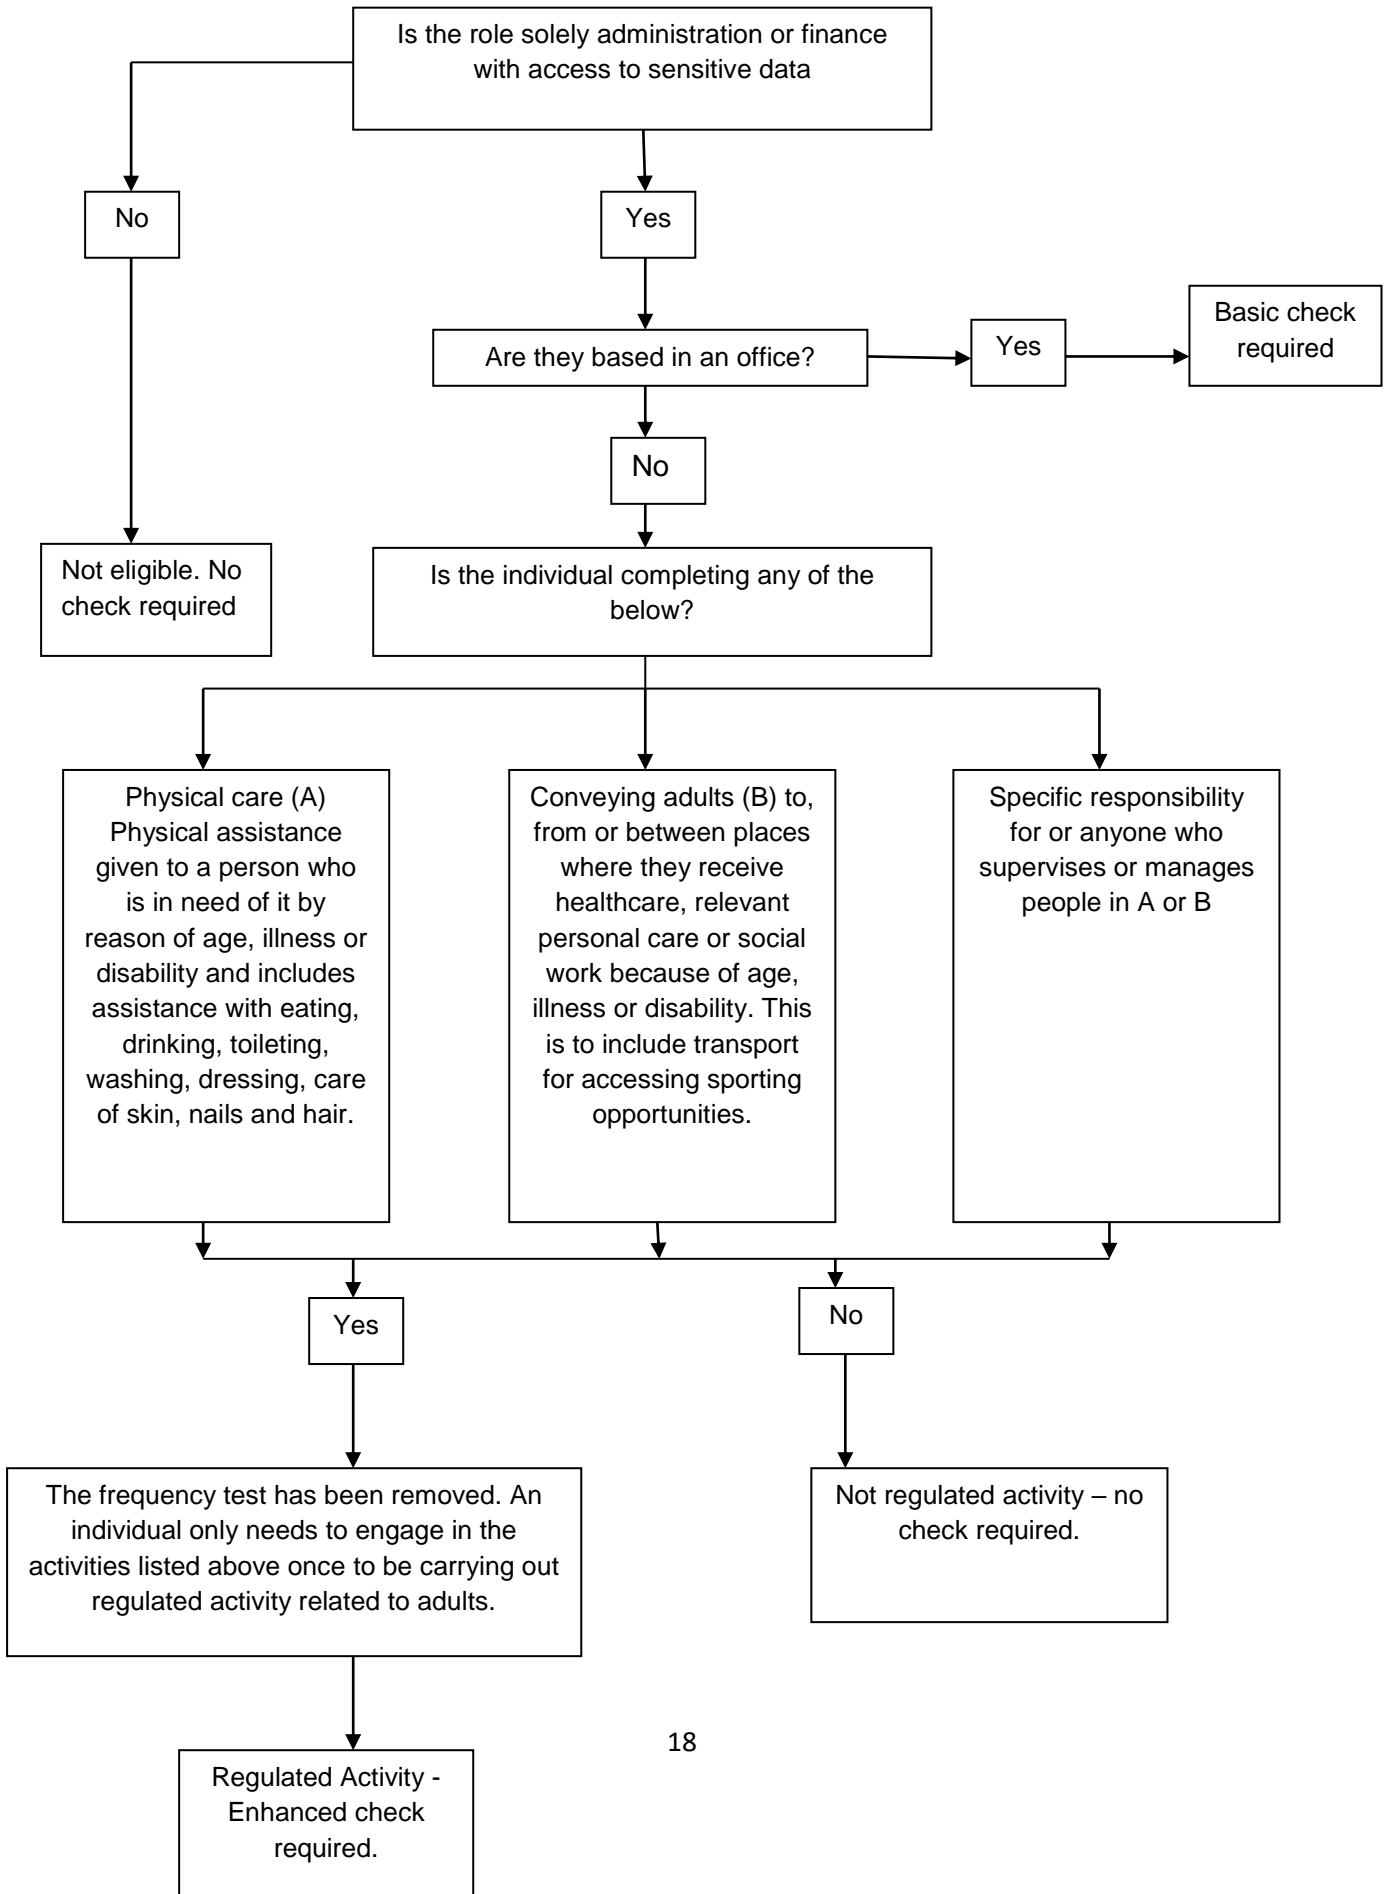 Is the role solely administration or finance
with access to sensitive data
No
Yes
Are they based in an office?
Yes
Basic check
required
No
Not eligible. No
check required
Is the individual completing any of the
below?
Physical care (A)
Physical assistance
given to a person who
is in need of it by
reason of age, illness or
disability and includes
assistance with eating,
drinking, toileting,
washing, dressing, care
of skin, nails and hair.
Conveying adults (B) to,
from or between places
where they receive
healthcare, relevant
personal care or social
work because of age,
illness or disability. This
is to include transport
for accessing sporting
opportunities.
Specific responsibility
for or anyone who
supervises or manages
people in A or B
Yes
No
The frequency test has been removed. An
individual only needs to engage in the
activities listed above once to be carrying out
regulated activity related to adults.
Not regulated activity – no
check required.
Regulated Activity -
Enhanced check
required.
18